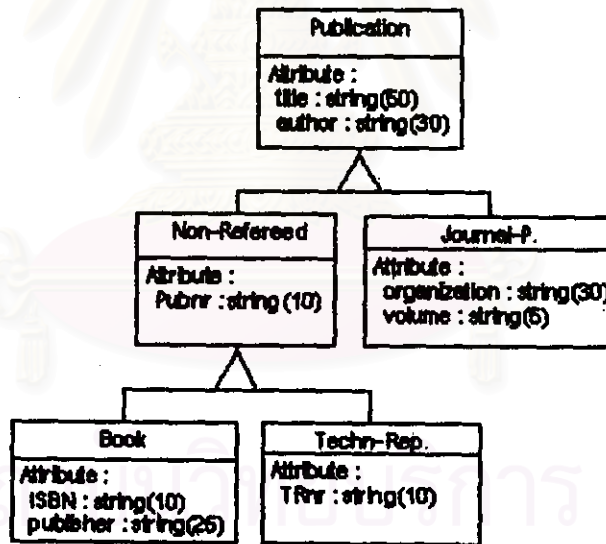 Publication
Attribute :
title : string(50)
author : string(30)
Non-Refereed
Attribute :
Pubnr : string (10)
Journal-P.
Attribute :
organization : string(30)
volume : string(5)
Book
Attribute :
ISBN : string(10)
publisher : string(25)
Techn-Rep.
Attribute :
TRnr : string(10)